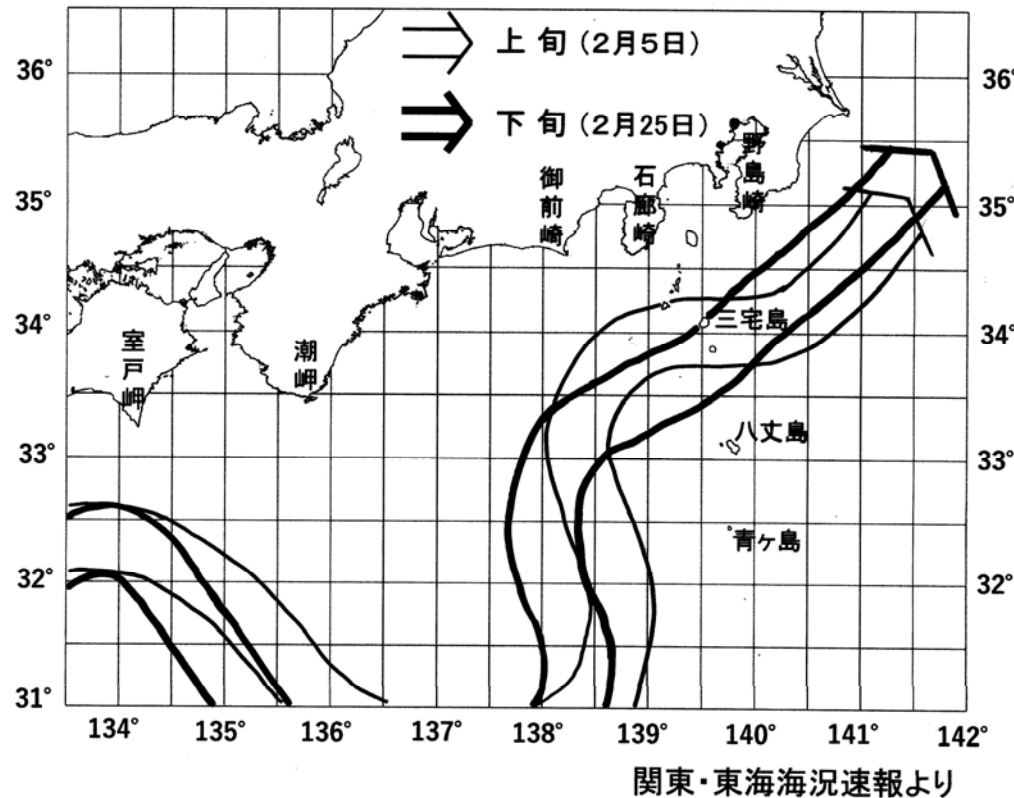 上旬(2月5日)
下旬(2月25日)
36°
36°
35°
35°
34°
34°
33°
33°
32°
32°
31°
31°
野島崎
石廊崎
御前崎
三宅島
室戸岬
潮岬
八丈島
青ヶ島
134°
135°
136°
137°
138°
139°
140°
141°
142°
関東・東海海況速報より